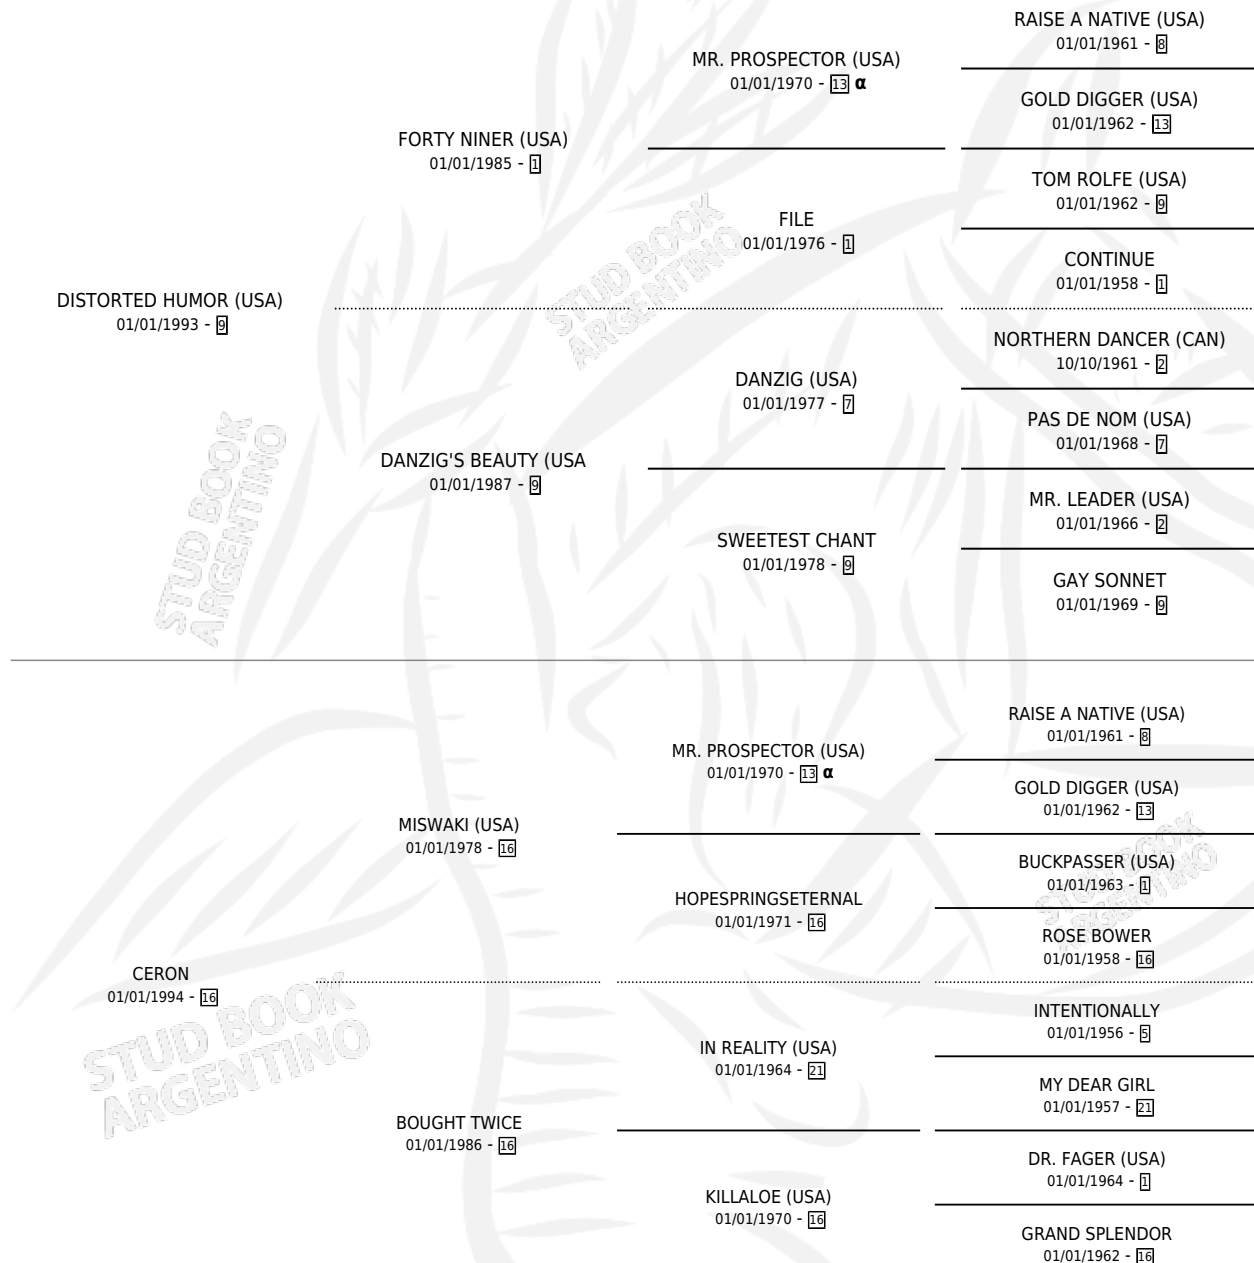 RAISE A NATIVE (USA)
01/01/1961 - 8
MR. PROSPECTOR (USA)
01/01/1970 - 13 α
GOLD DIGGER (USA)
01/01/1962 - 13
FORTY NINER (USA)
01/01/1985 - 1
TOM ROLFE (USA)
01/01/1962 - 9
FILE
01/01/1976 - 1
CONTINUE
01/01/1958 - 1
DISTORTED HUMOR (USA)
01/01/1993 - 9
NORTHERN DANCER (CAN)
10/10/1961 - 2
DANZIG (USA)
01/01/1977 - 7
PAS DE NOM (USA)
01/01/1968 - 7
DANZIG'S BEAUTY (USA
01/01/1987 - 9
MR. LEADER (USA)
01/01/1966 - 2
SWEETEST CHANT
01/01/1978 - 9
GAY SONNET
01/01/1969 - 9
STUD BOOK
ARGENTINO
STUD BOOK
ARGENTINO
RAISE A NATIVE (USA)
01/01/1961 - 8
MR. PROSPECTOR (USA)
01/01/1970 - 13 α
GOLD DIGGER (USA)
01/01/1962 - 13
MISWAKI (USA)
01/01/1978 - 16
BUCKPASSER (USA)
01/01/1963 - 1
HOPESPRINGSETERNAL
01/01/1971 - 16
ROSE BOWER
01/01/1958 - 16
CERON
01/01/1994 - 16
INTENTIONALLY
01/01/1956 - 5
IN REALITY (USA)
01/01/1964 - 21
MY DEAR GIRL
01/01/1957 - 21
BOUGHT TWICE
01/01/1986 - 16
DR. FAGER (USA)
01/01/1964 - 1
KILLALOE (USA)
01/01/1970 - 16
GRAND SPLENDOR
01/01/1962 - 16
STUD BOOK
ARGENTINO
STUD BOOK
ARGENTINO